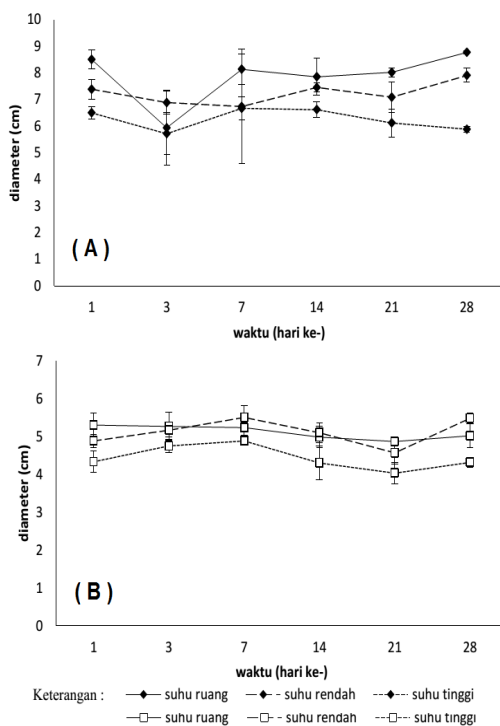 10
9
8
7
6
5
4
3
2
1
0
diameter (cm)
( A )
1 3 7 14 21 28
waktu (hari ke-)
7
6
5
4
3
2
1
0
diameter (cm)
( B )
1 3 7 14 21 28
waktu (hari ke-)
Keterangan : suhu ruang suhu rendah suhu tinggi
suhu ruang suhu rendah suhu tinggi